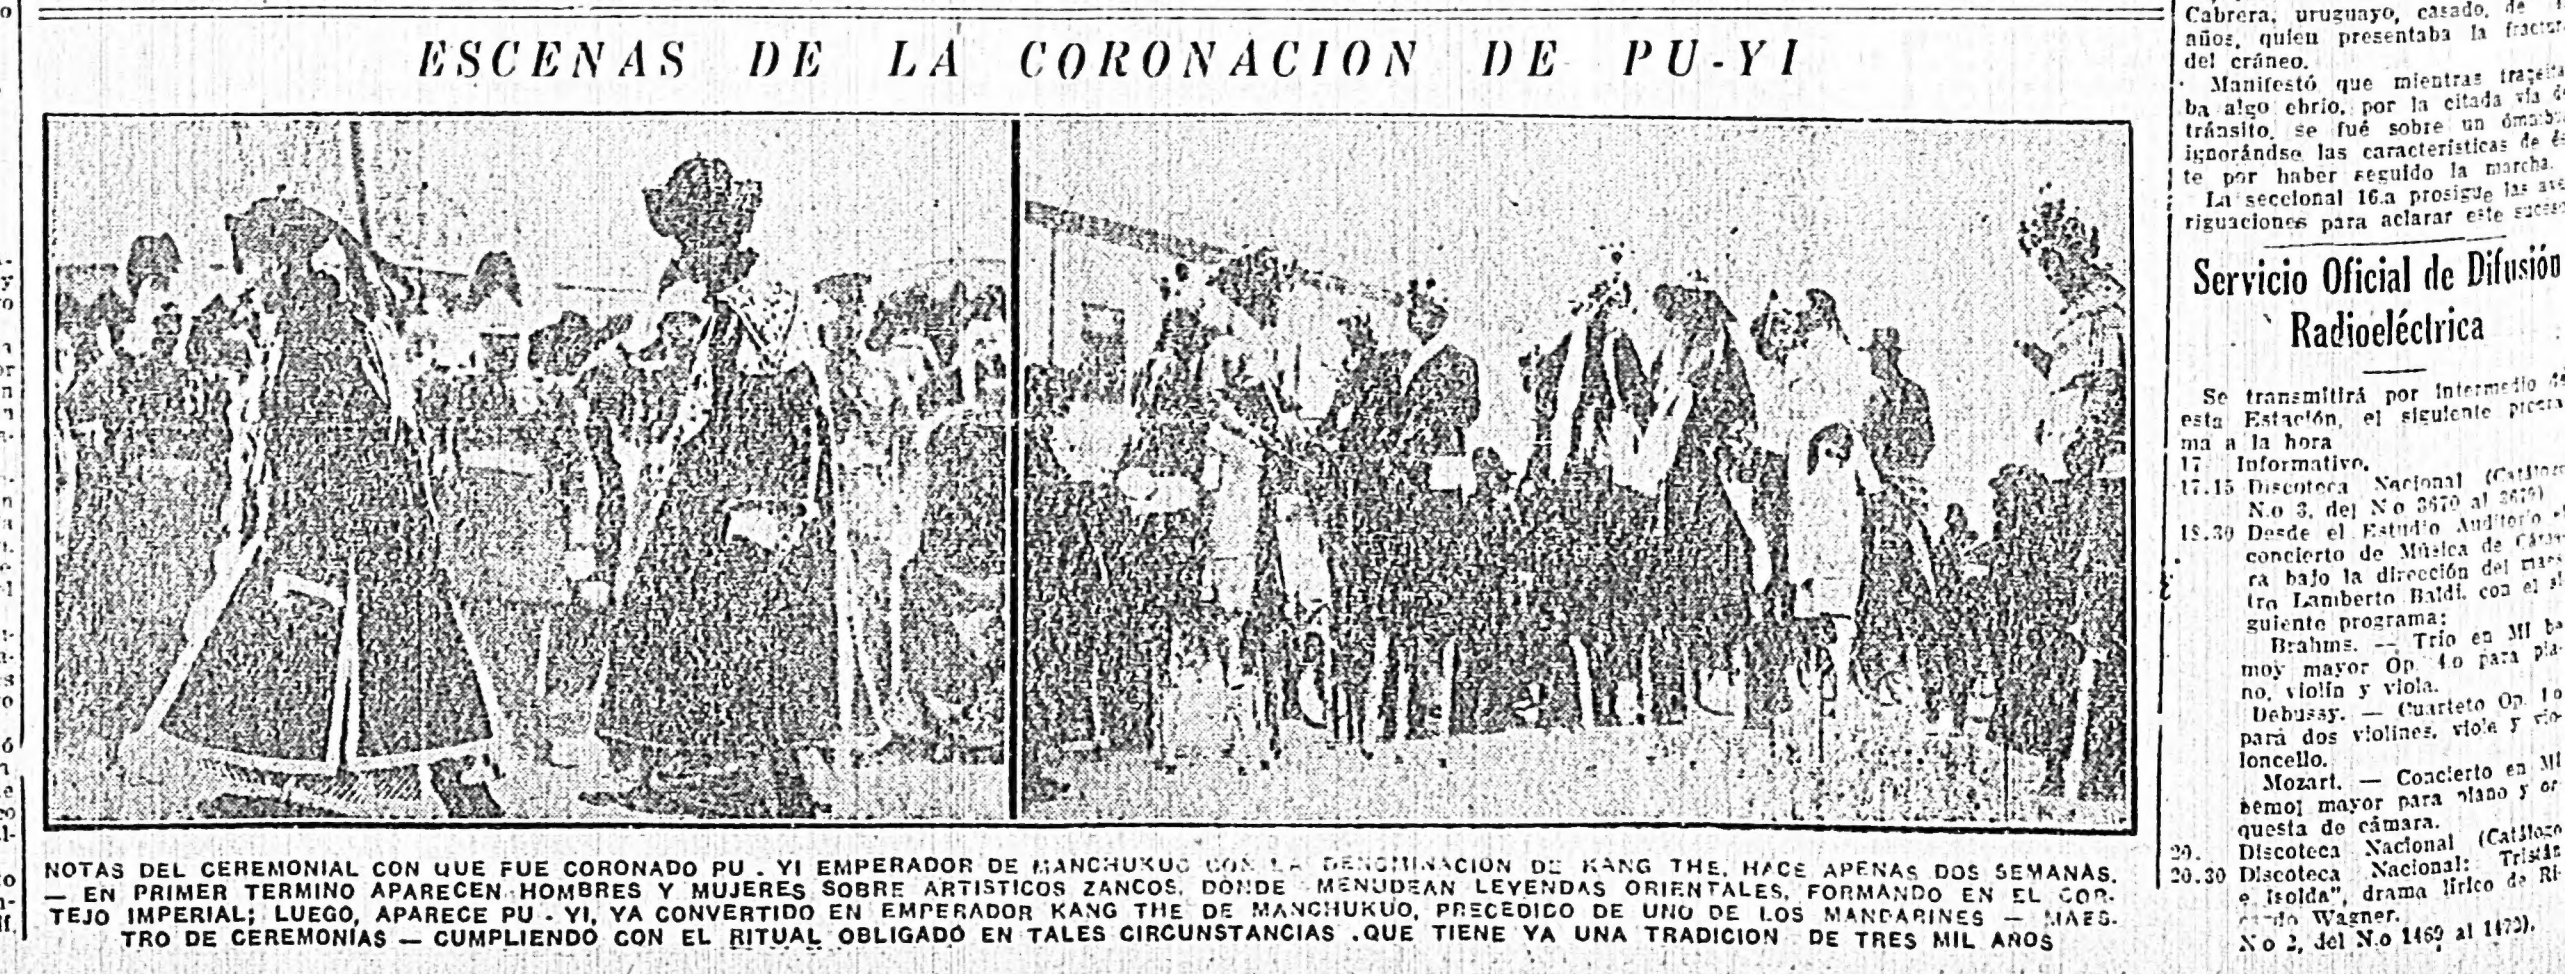 ESCENAS DE LA CORONACION DE PU-YI
NOTAS DEL CEREMONIAL CON QUE FUE CORONADO PU . YI EMPERADOR DE MANCHUKUO CON LA DENOMINACION DE KANG THE, HACE APENAS DOS SEMANAS.
— EN PRIMER TERMINO APARECEN HOMBRES Y MUJERES SOBRE ARTISTICOS ZANCOS, DONDE MENUDEAN LEYENDAS ORIENTALES, FORMANDO EN EL COR-
TEJO IMPERIAL; LUEGO, APARECE PU - YI, YA CONVERTIDO EN EMPERADOR KANG THE DE MANCHUKUO, PRECEDIDO DE UNO DE LOS MANDARINES — MAES-
TRO DE CEREMONIAS — CUMPLIENDO CON EL RITUAL OBLIGADO EN TALES CIRCUNSTANCIAS .QUE TIENE YA UNA TRADICION DE TRES MIL AÑOS
Cabrera, uruguayo, casado, de
años, quien presentaba la
del cráneo.
Manifestó que mientras
ba algo ebrio, por la citada vía
tránsito, se fué sobre un
ignorándse las características de
te por haber seguido la marcha.
La seccional 16.a prosigue las
riguaciones para aclarar este
Servicio Oficial de Difusión
Radioeléctrica
Se transmitirá por intermedio de
esta Estación, el siguiente
ma a la hora
17 Informativo.
17.15 Discoteca Nacional (Catálogo
N.o 3, del N o 3670 al 3679)
18.30 Desde el Estudio Auditorio
concierto de Música de
ra bajo la dirección del
tro Lamberto Baldi, con el
guiente programa:
Brahms. — Trío en MI
moy mayor Op. 4o para
no, violín y viola.
Debussy. — Cuarteto Op. 1o
para dos violines, viola y
loncello.
Mozart. — Concierto en MI
bemol mayor para piano y
questa de cámara.
20. Discoteca Nacional (Catálogo
20.30 Discoteca Nacional: Tristán
e Isolda", drama lírico de
Wagner.
N o 2, del N.o 1469 al 1479).